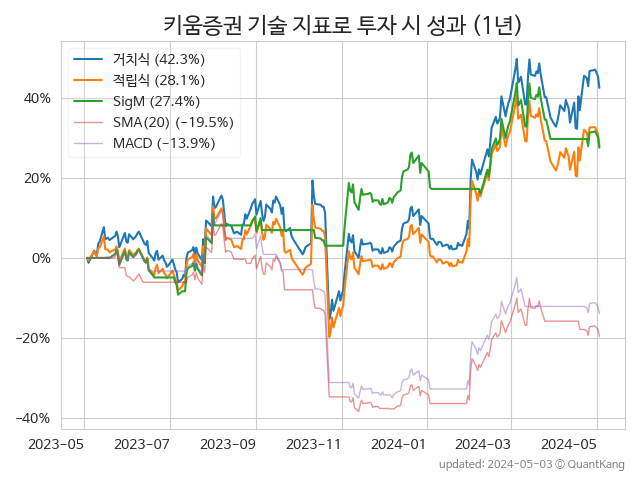 키움증권 기술 지표로 투자 시 성과 (1년)
거치식 (42.3%)
적립식 (28.1%)
SigM (27.4%)
SMA(20) (−19.5%)
MACD (−13.9%)
40%
20%
0%
−20%
−40%
2023-05 2023-07 2023-09 2023-11 2024-01 2024-03 2024-05
updated: 2024-05-03 © QuantKang